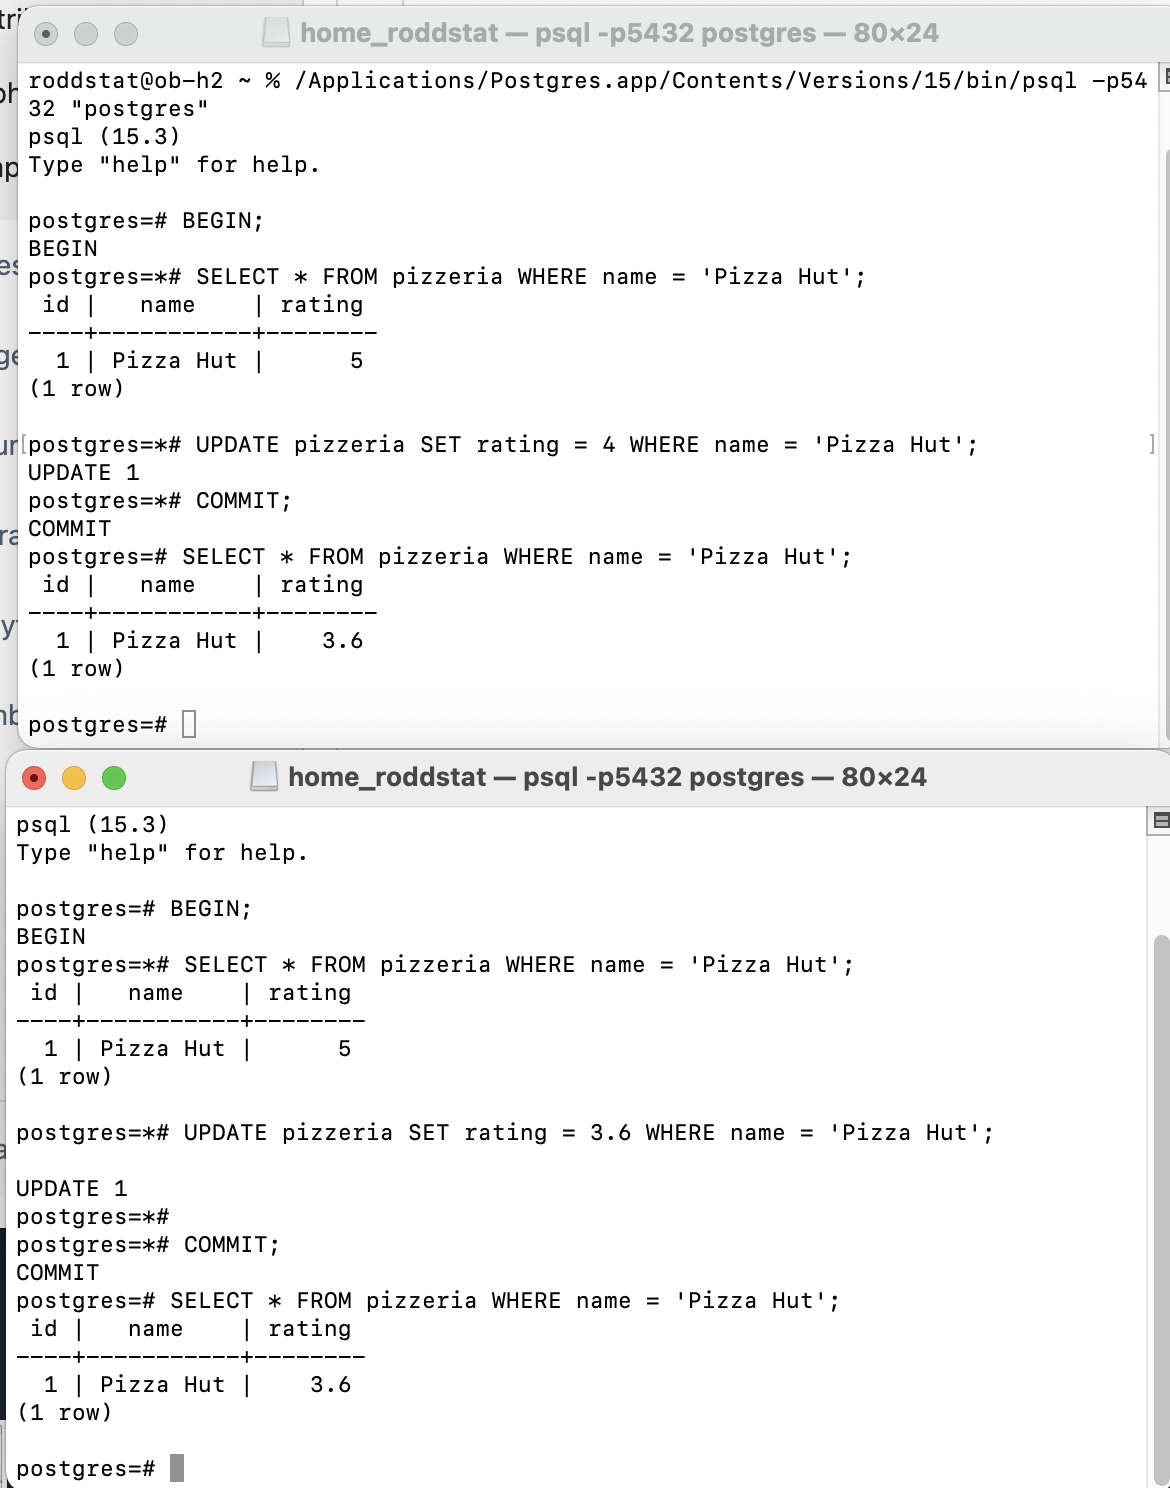 home_roddstat — psql -p5432 postgres — 80×24
roddstat@ob-h2 ~ % /Applications/Postgres.app/Contents/Versions/15/bin/psql -p54
32 "postgres"
psql (15.3)
Type "help" for help.
postgres=# BEGIN;
BEGIN
postgres=*# SELECT * FROM pizzeria WHERE name = 'Pizza Hut';
 id |   name    | rating
----+-----------+--------
  1 | Pizza Hut |      5
(1 row)
[postgres=*# UPDATE pizzeria SET rating = 4 WHERE name = 'Pizza Hut';            ]
UPDATE 1
postgres=*# COMMIT;
COMMIT
postgres=# SELECT * FROM pizzeria WHERE name = 'Pizza Hut';
 id |   name    | rating
----+-----------+--------
  1 | Pizza Hut |    3.6
(1 row)
postgres=#
home_roddstat — psql -p5432 postgres — 80×24
psql (15.3)
Type "help" for help.
postgres=# BEGIN;
BEGIN
postgres=*# SELECT * FROM pizzeria WHERE name = 'Pizza Hut';
 id |   name    | rating
----+-----------+--------
  1 | Pizza Hut |      5
(1 row)
postgres=*# UPDATE pizzeria SET rating = 3.6 WHERE name = 'Pizza Hut';
UPDATE 1
postgres=*#
postgres=*# COMMIT;
COMMIT
postgres=# SELECT * FROM pizzeria WHERE name = 'Pizza Hut';
 id |   name    | rating
----+-----------+--------
  1 | Pizza Hut |    3.6
(1 row)
postgres=#